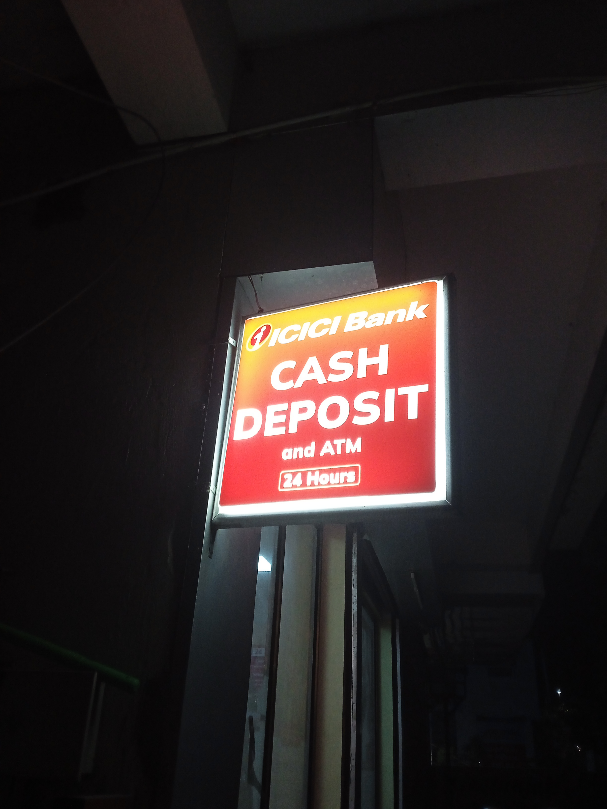 ICICI Bank
CASH
DEPOSIT
and ATM
24 Hours